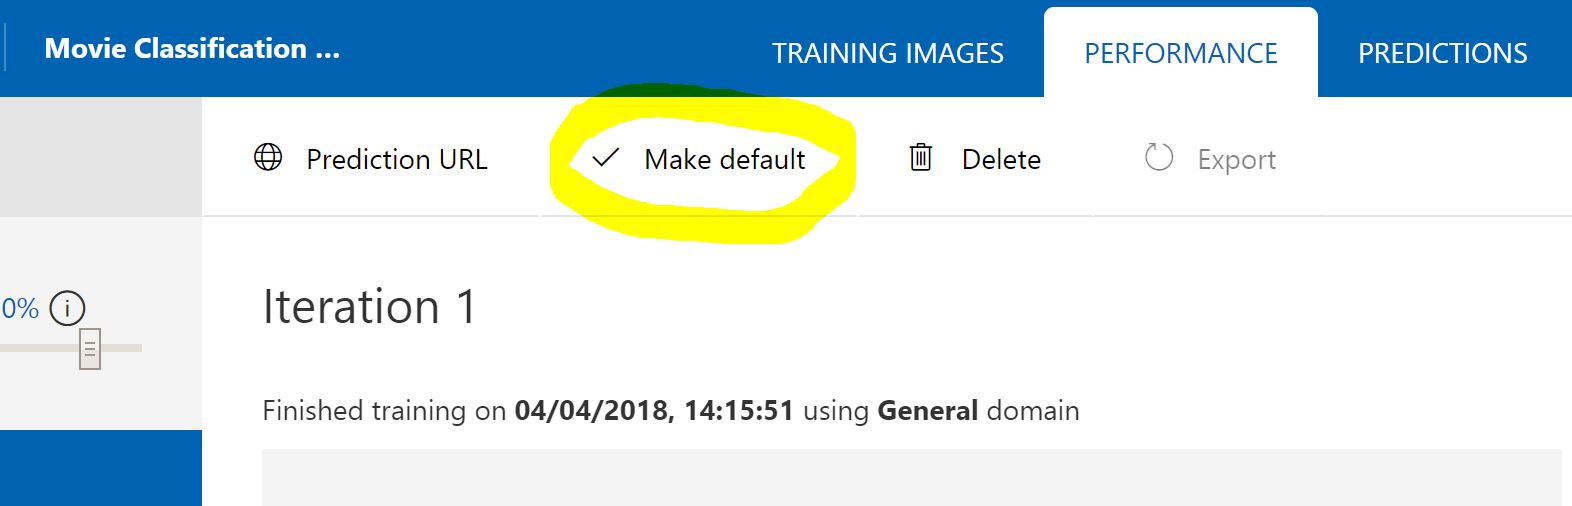 Movie Classification ...
TRAINING IMAGES
PERFORMANCE
PREDICTIONS
Prediction URL
Make default
Delete
Export
0%
Iteration 1
Finished training on 04/04/2018, 14:15:51 using General domain